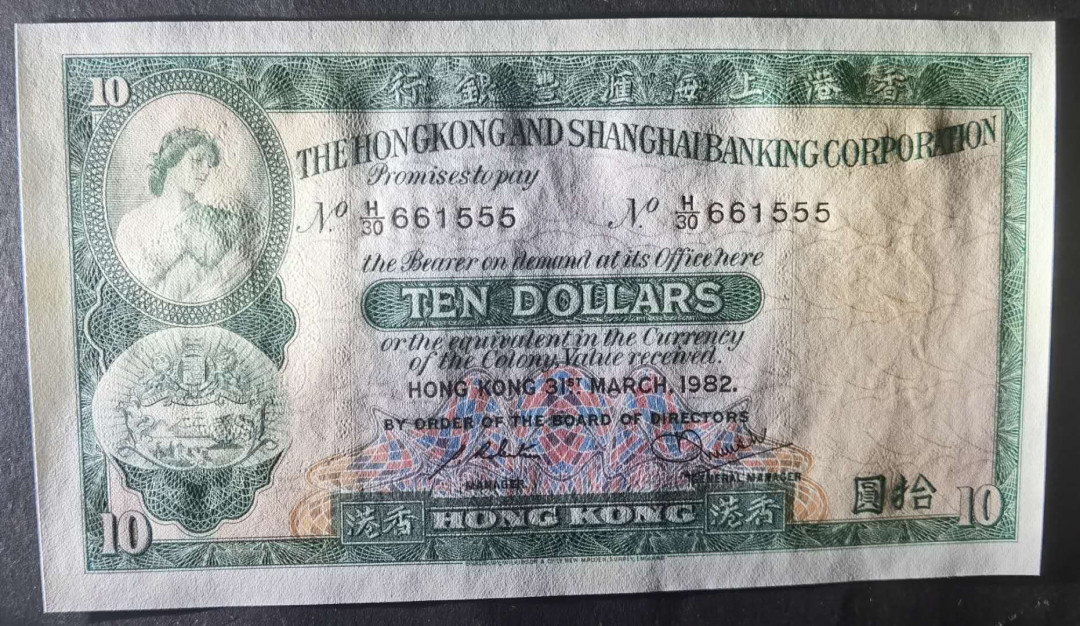 10
行銀豐滙海上港香
THE HONGKONG AND SHANGHAI BANKING CORPORATION
Promises to pay
No. H/30 661555 No. H/30 661555
the Bearer on demand at its Office here
TEN DOLLARS
or the equivalent in the Currency
of the Colony Value received.
HONG KONG 31ST MARCH, 1982.
BY ORDER OF THE BOARD OF DIRECTORS
MANAGER GENERAL MANAGER
圓拾
10 港香 HONG KONG 港香 10